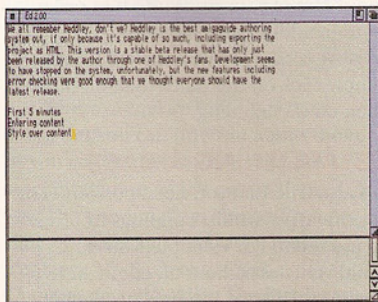 Ed 2.00
We all remember Heddley, don't we? Heddley is the best amigaguide authoring
system out, if only because it's capable of so much, including exporting the
project as HTML. This version is a stable beta release that has only just
been released by the author through one of Heddley's fans. Development seems
to have stopped on the system, unfortunately, but the new features including
error checking were good enough that we thought everyone should have the
latest release.
First 5 minutes
Entering content
Style over content